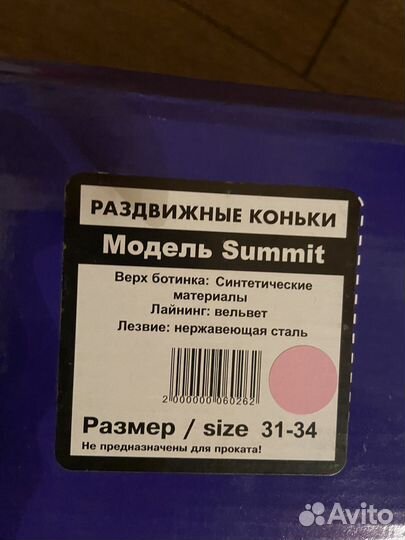 РАЗДВИЖНЫЕ КОНЬКИ
Модель Summit
Верх ботинка: Синтетические
материалы
Лайнинг: вельвет
Лезвие: нержавеющая сталь
2 000000 060262
Размер / size 31-34
Не предназначены для проката!
Avito